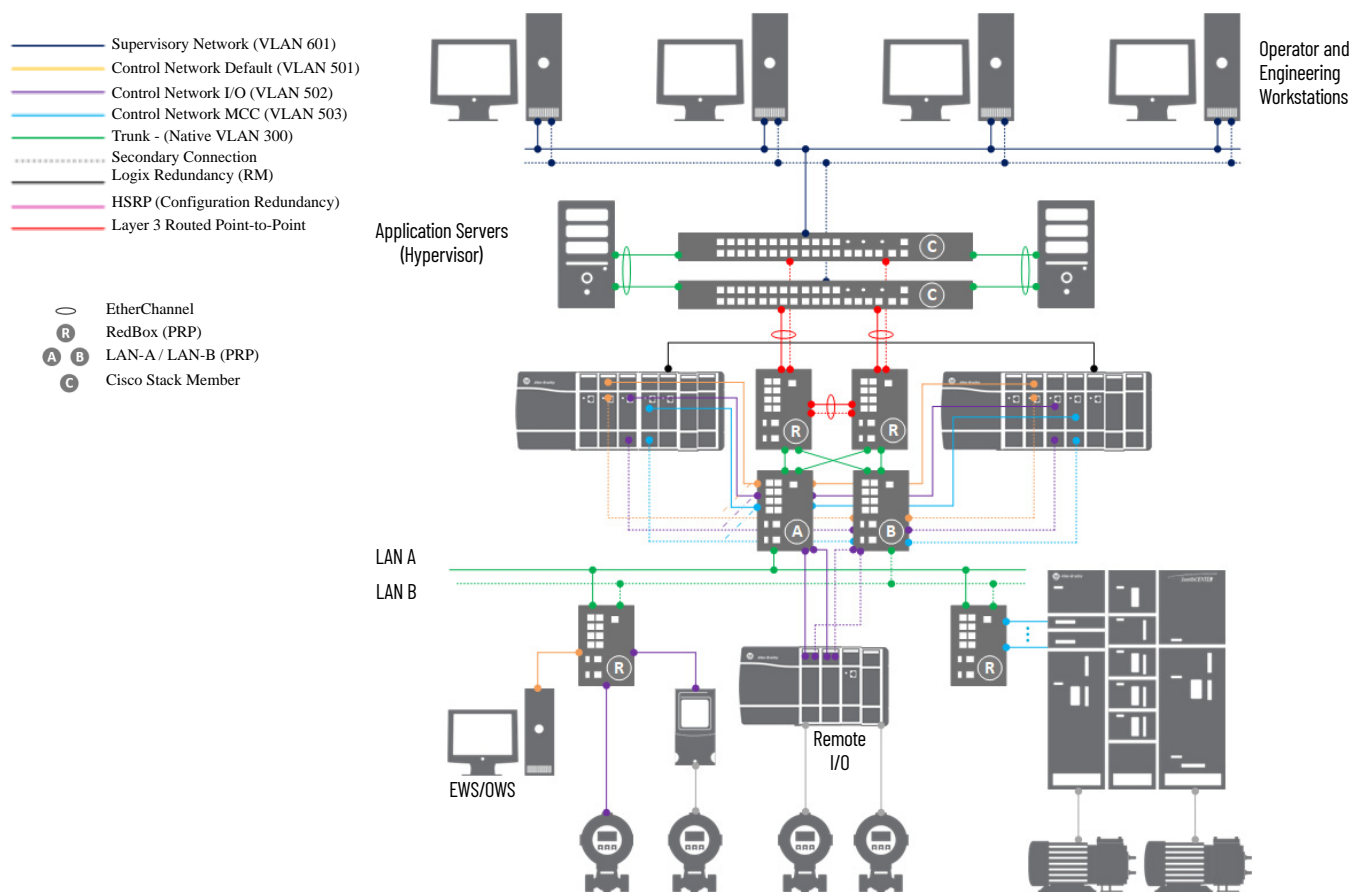 Supervisory Network (VLAN 601)
Control Network Default (VLAN 501)
Control Network I/O (VLAN 502)
Control Network MCC (VLAN 503)
Trunk - (Native VLAN 300)
Secondary Connection
Logix Redundancy (RM)
HSRP (Configuration Redundancy)
Layer 3 Routed Point-to-Point
EtherChannel
R
RedBox (PRP)
A B
LAN-A / LAN-B (PRP)
C
Cisco Stack Member
Operator and
Engineering
Workstations
Application Servers
(Hypervisor)
C
C
R
R
A
B
LAN A
LAN B
R
R
Remote
I/O
EWS/OWS